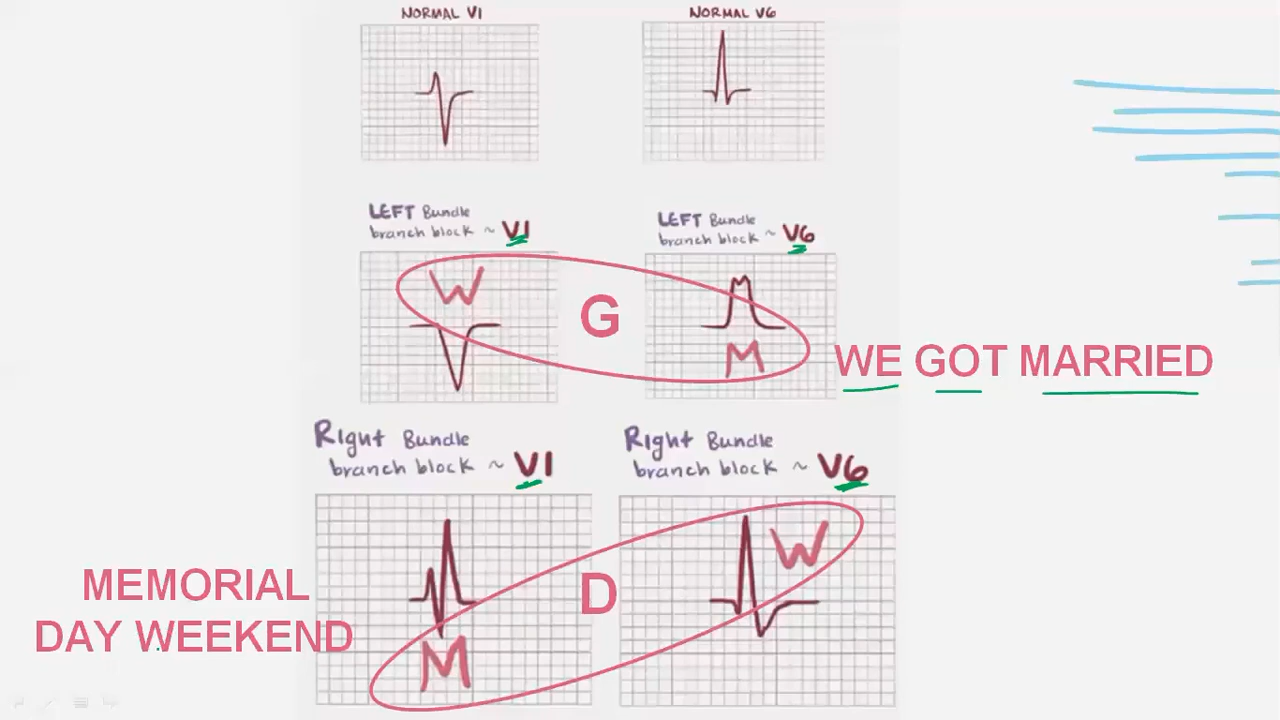 NORMAL V1
NORMAL V6
LEFT Bundle
branch block ~ V1
LEFT Bundle
branch block ~ V6
W
G
M
WE GOT MARRIED
Right Bundle
branch block ~ V1
Right Bundle
branch block ~ V6
W
D
M
MEMORIAL
DAY WEEKEND